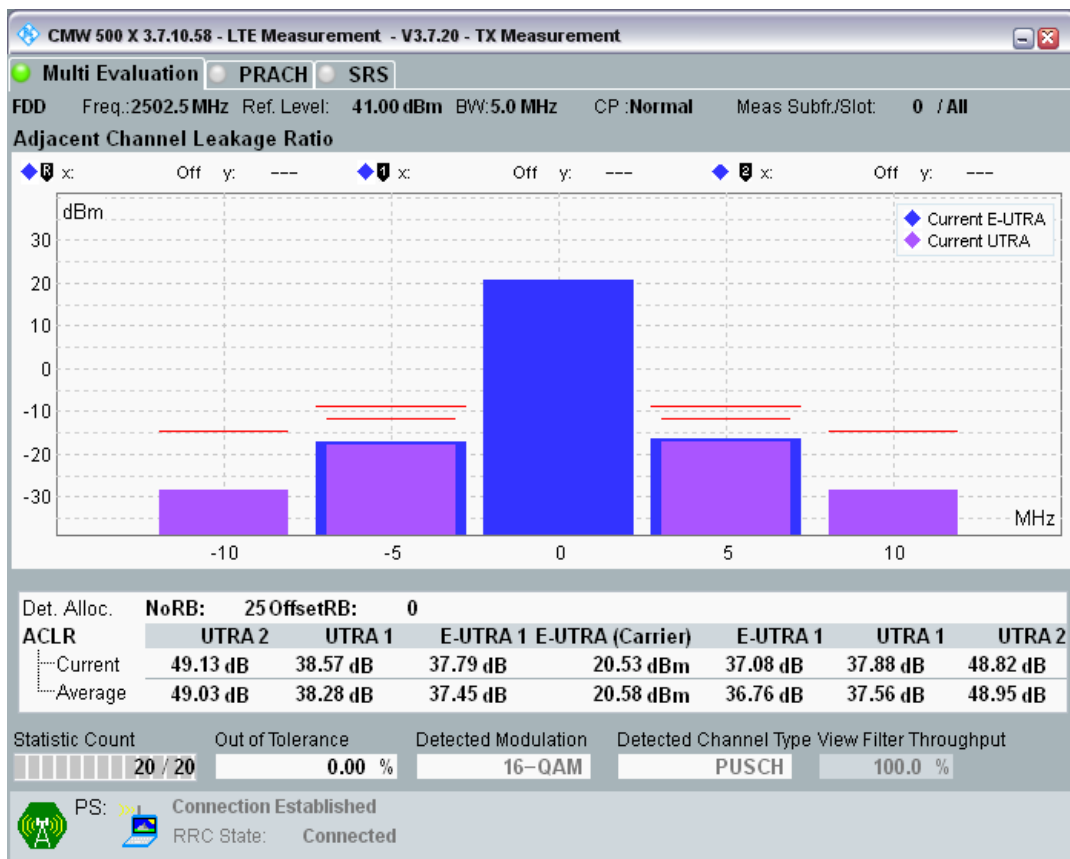 CMW 500 X 3.7.10.58 - LTE Measurement - V3.7.20 - TX Measurement
Multi Evaluation PRACH SRS
FDD Freq.:2502.5 MHz Ref. Level: 41.00 dBm BW:5.0 MHz CP :Normal Meas Subfr./Slot: 0 / All
Adjacent Channel Leakage Ratio
R x: Off y: --- 1 x: Off y: --- 2 x: Off y: ---
dBm
Current E-UTRA
Current UTRA
30
20
10
0
-10
-20
-30
MHz
-10 -5 0 5 10
Det. Alloc. NoRB: 25 OffsetRB: 0
ACLR UTRA 2 UTRA 1 E-UTRA 1 E-UTRA (Carrier) E-UTRA 1 UTRA 1 UTRA 2
Current 49.13 dB 38.57 dB 37.79 dB 20.53 dBm 37.08 dB 37.88 dB 48.82 dB
Average 49.03 dB 38.28 dB 37.45 dB 20.58 dBm 36.76 dB 37.56 dB 48.95 dB
Statistic Count Out of Tolerance Detected Modulation Detected Channel Type View Filter Throughput
20 / 20 0.00 % 16-QAM PUSCH 100.0 %
PS: Connection Established
RRC State: Connected